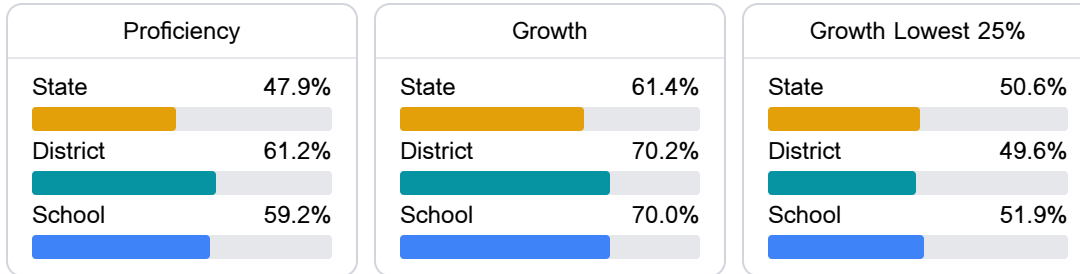 Proficiency
State 47.9%
District 61.2%
School 59.2%
Growth
State 61.4%
District 70.2%
School 70.0%
Growth Lowest 25%
State 50.6%
District 49.6%
School 51.9%